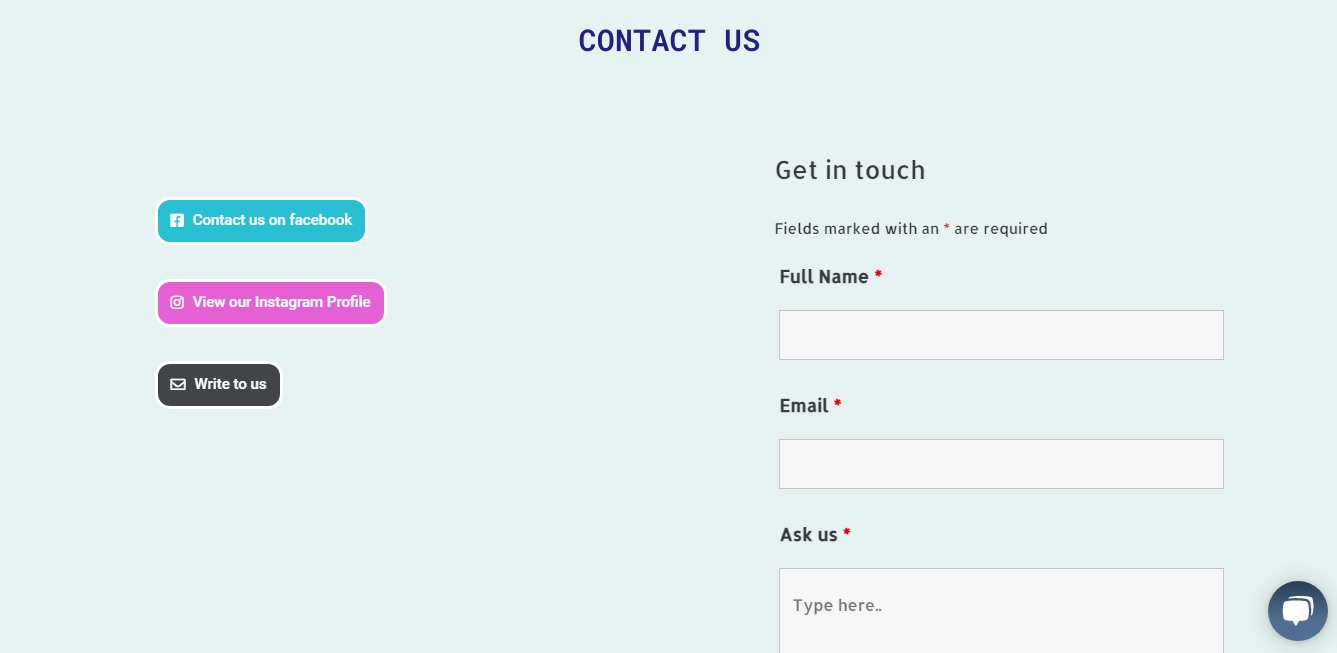 CONTACT US
Contact us on facebook
View our Instagram Profile
Write to us
Get in touch
Fields marked with an * are required
Full Name *
Email *
Ask us *
Type here..